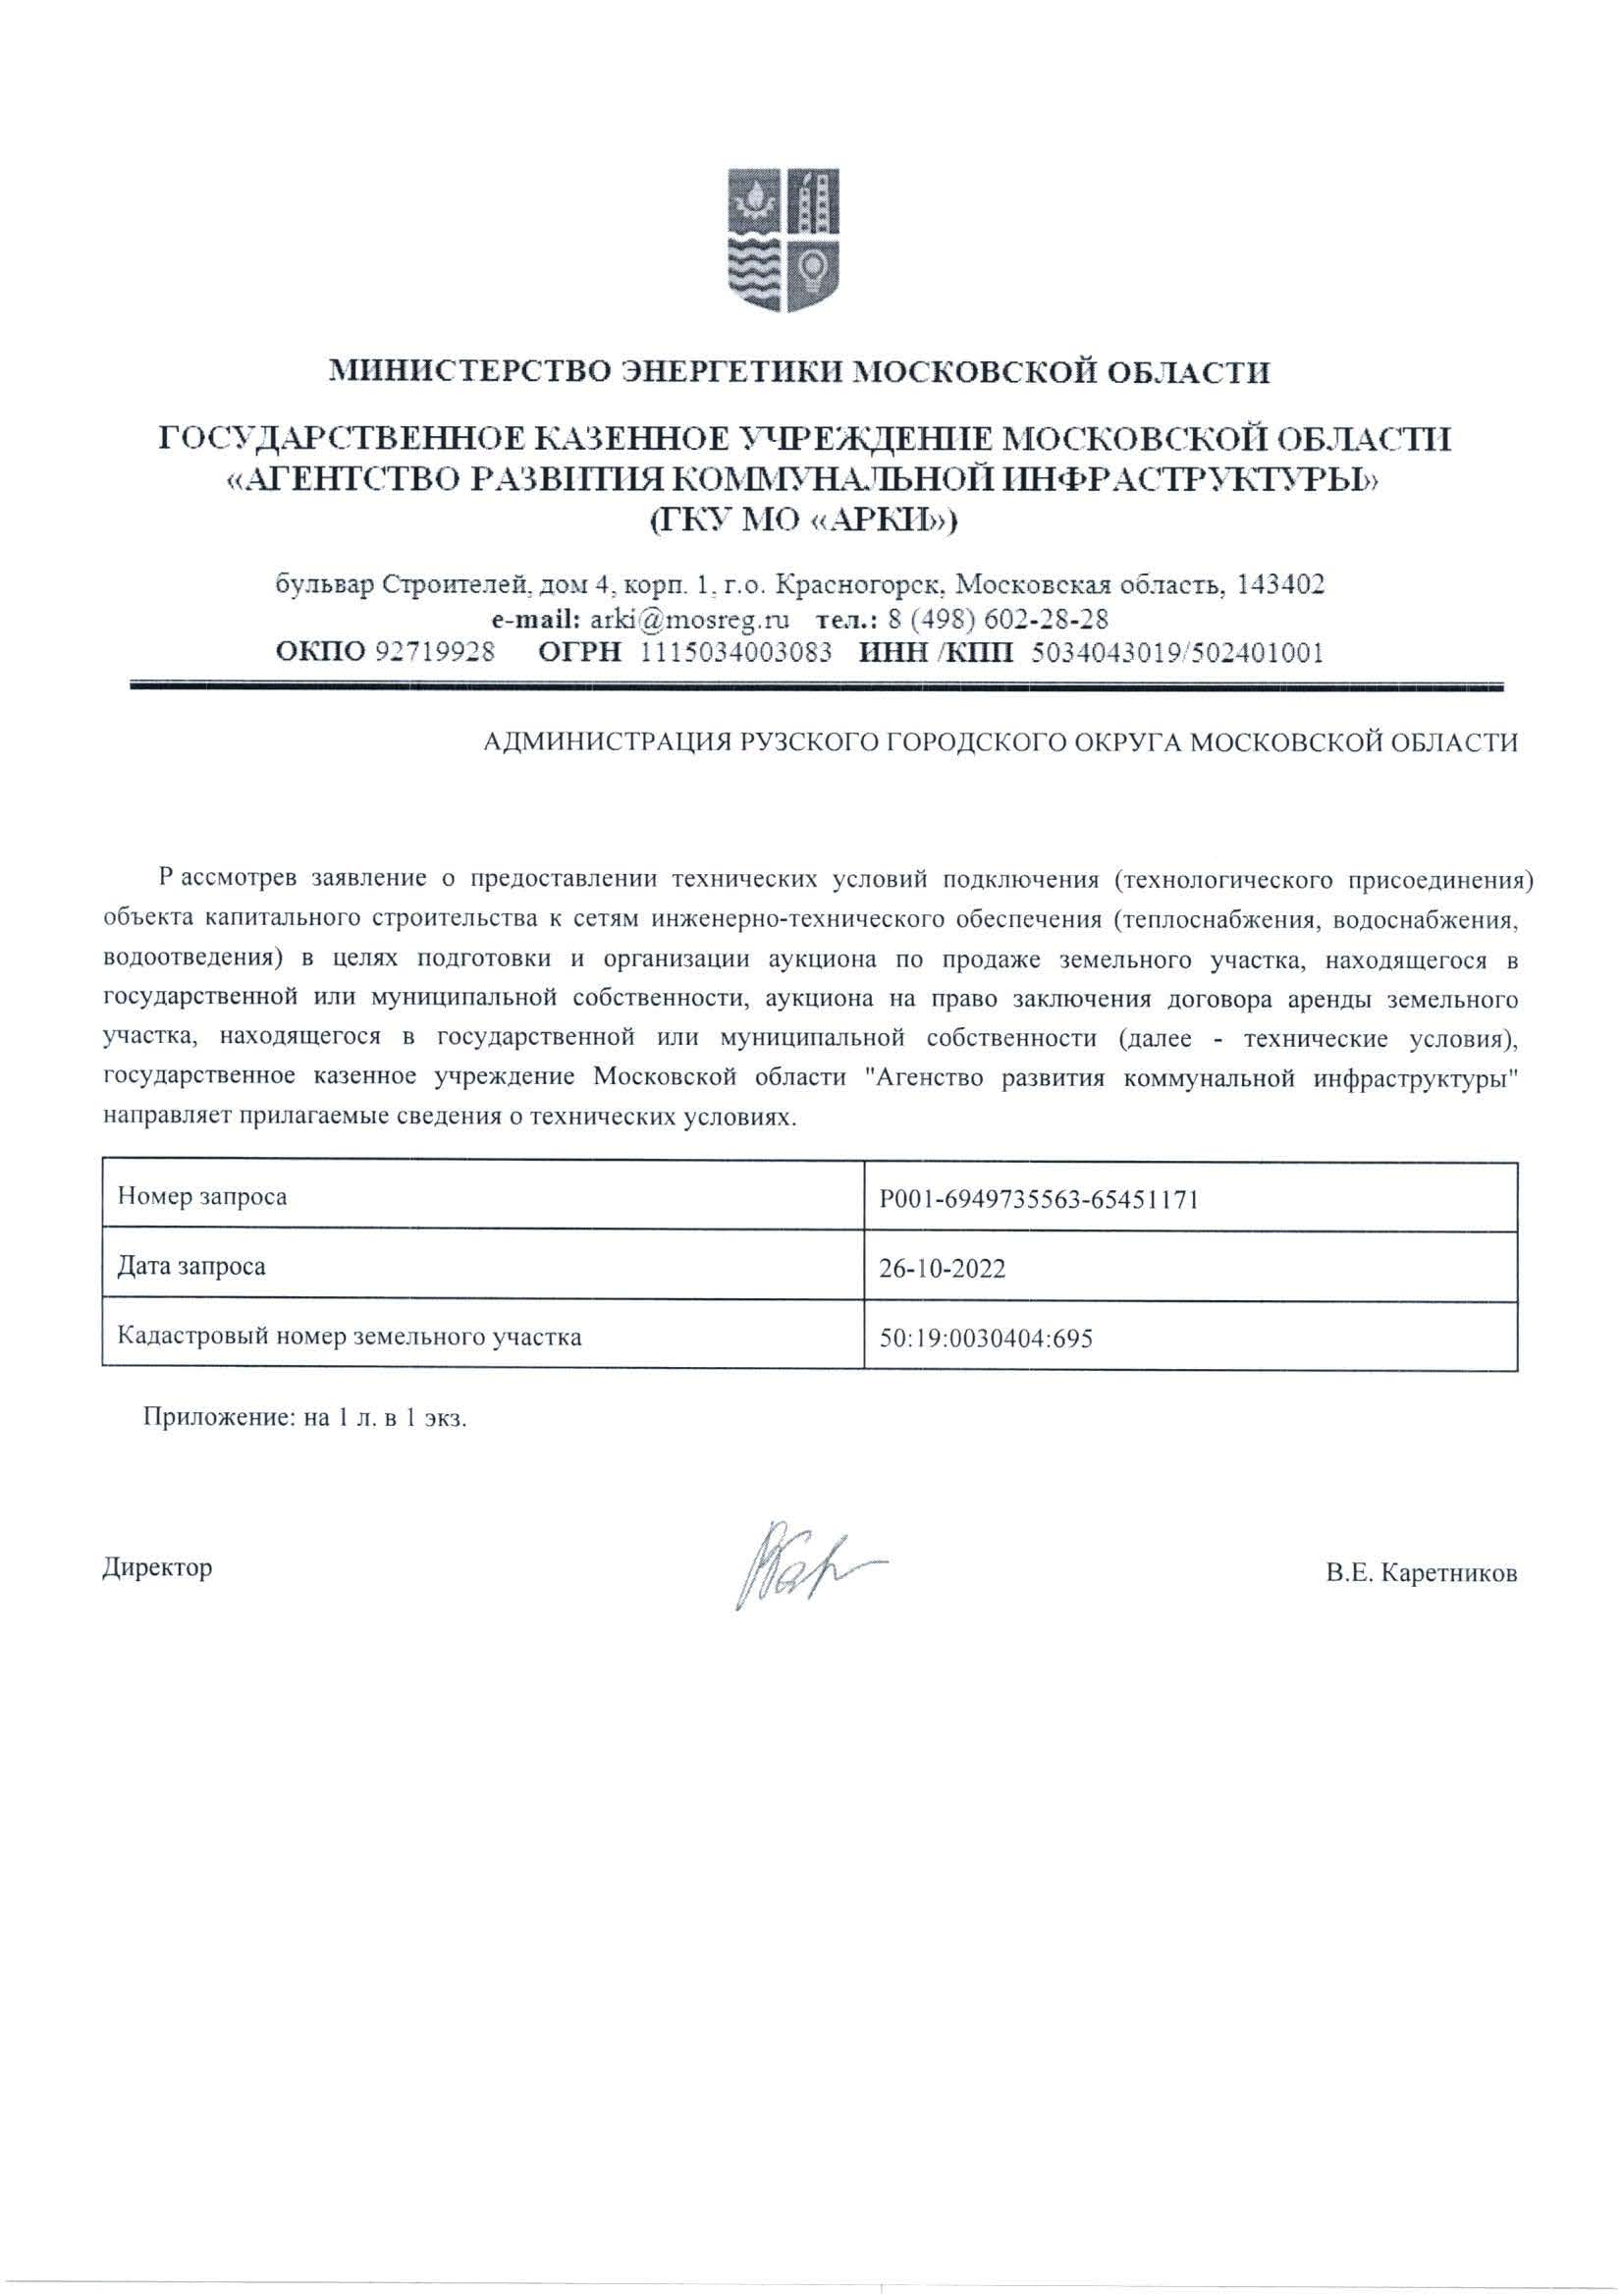 МИНИСТЕРСТВО ЭНЕРГЕТИКИ МОСКОВСКОЙ ОБЛАСТИ
ГОСУДАРСТВЕННОЕ КАЗЕННОЕ УЧРЕЖДЕНИЕ МОСКОВСКОЙ ОБЛАСТИ
«АГЕНТСТВО РАЗВИТИЯ КОММУНАЛЬНОЙ ИНФРАСТРУКТУРЫ»
(ГКУ МО «АРКИ»)
бульвар Строителей, дом 4, корп. 1, г.о. Красногорск, Московская область, 143402
e-mail: arki@mosreg.ru тел.: 8 (498) 602-28-28
ОКПО 92719928 ОГРН 1115034003083 ИНН /КПП 5034043019/502401001
АДМИНИСТРАЦИЯ РУЗСКОГО ГОРОДСКОГО ОКРУГА МОСКОВСКОЙ ОБЛАСТИ
Р ассмотрев заявление о предоставлении технических условий подключения (технологического присоединения)
объекта капитального строительства к сетям инженерно-технического обеспечения (теплоснабжения, водоснабжения,
водоотведения) в целях подготовки и организации аукциона по продаже земельного участка, находящегося в
государственной или муниципальной собственности, аукциона на право заключения договора аренды земельного
участка, находящегося в государственной или муниципальной собственности (далее - технические условия),
государственное казенное учреждение Московской области "Агенство развития коммунальной инфраструктуры"
направляет прилагаемые сведения о технических условиях.
Номер запроса P001-6949735563-65451171
Дата запроса 26-10-2022
Кадастровый номер земельного участка 50:19:0030404:695
Приложение: на 1 л. в 1 экз.
Директор В.Е. Каретников